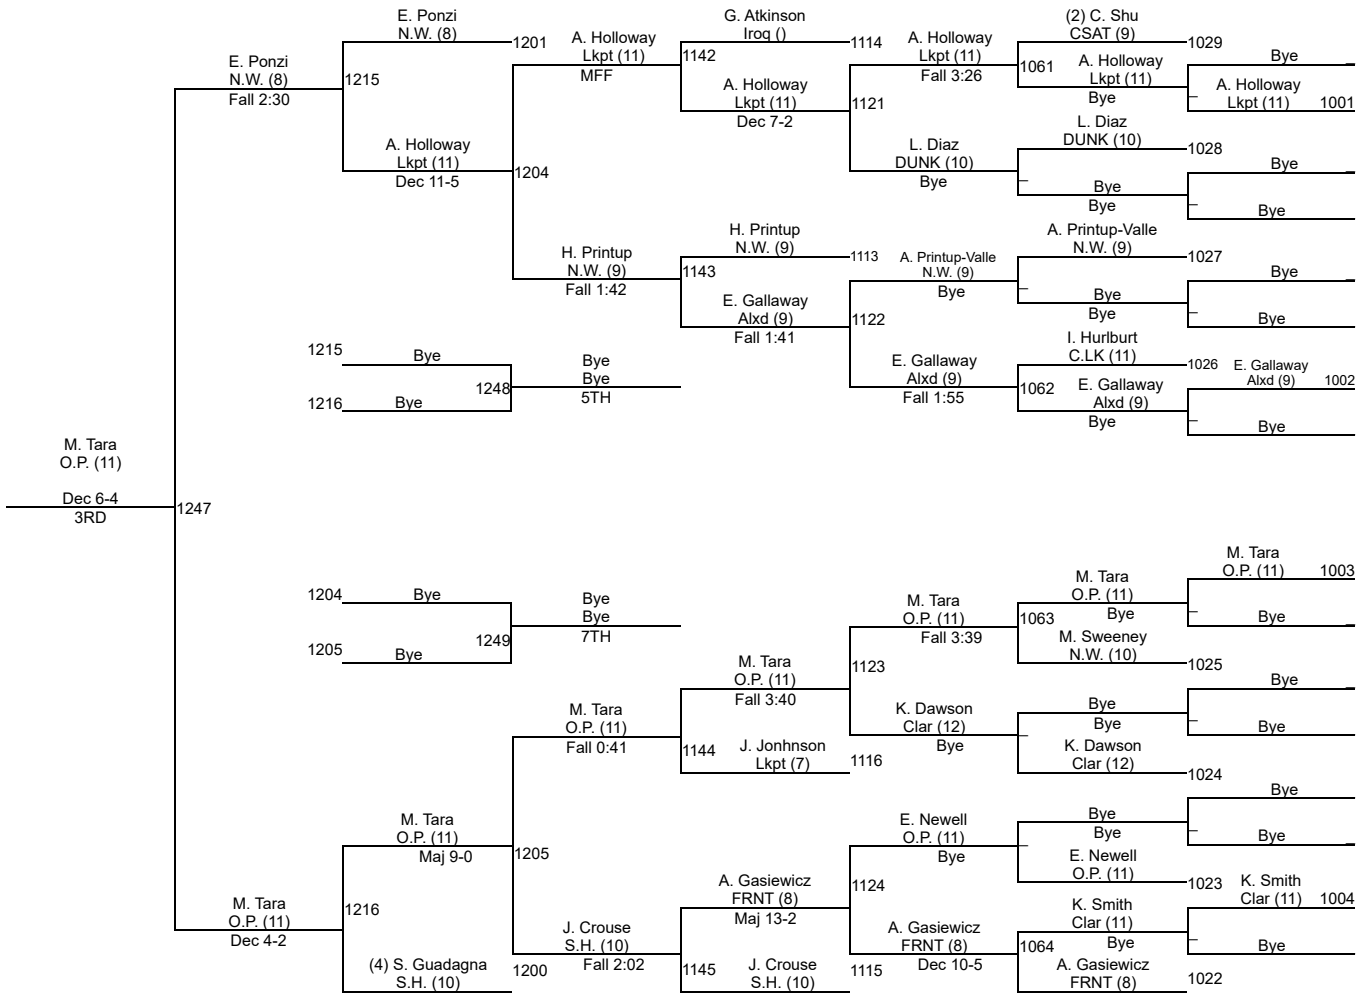 E. Ponzi
N.W. (8)
1201
A. Holloway
Lkpt (11)
MFF
G. Atkinson
Iroq ()
1114
A. Holloway
Lkpt (11)
Fall 3:26
(2) C. Shu
CSAT (9)
1029
Bye
E. Ponzi
N.W. (8)
Fall 2:30
1215
1142
1061
A. Holloway
Lkpt (11)
Bye
A. Holloway
Lkpt (11)
1001
A. Holloway
Lkpt (11)
Dec 7-2
1121
A. Holloway
Lkpt (11)
Dec 11-5
1204
L. Diaz
DUNK (10)
Bye
L. Diaz
DUNK (10)
1028
Bye
Bye
Bye
Bye
H. Printup
N.W. (9)
Fall 1:42
H. Printup
N.W. (9)
1113
A. Printup-Valle
N.W. (9)
Bye
A. Printup-Valle
N.W. (9)
1027
Bye
1143
Bye
Bye
Bye
E. Gallaway
Alxd (9)
Fall 1:41
1122
1215
Bye
1248
1216
Bye
Bye
Bye
5TH
E. Gallaway
Alxd (9)
Fall 1:55
I. Hurlburt
C.LK (11)
1026
E. Gallaway
Alxd (9)
1002
1062
E. Gallaway
Alxd (9)
Bye
Bye
M. Tara
O.P. (11)
Dec 6-4
3RD
1247
1204
Bye
1249
1205
Bye
Bye
Bye
7TH
M. Tara
O.P. (11)
Fall 3:39
M. Tara
O.P. (11)
Bye
M. Tara
O.P. (11)
1003
1063
Bye
M. Sweeney
N.W. (10)
1025
M. Tara
O.P. (11)
Fall 3:40
1123
Bye
M. Tara
O.P. (11)
Fall 0:41
K. Dawson
Clar (12)
Bye
Bye
Bye
Bye
1144
J. Jonhnson
Lkpt (7)
1116
K. Dawson
Clar (12)
1024
Bye
M. Tara
O.P. (11)
Maj 9-0
1205
E. Newell
O.P. (11)
Bye
Bye
Bye
Bye
E. Newell
O.P. (11)
1023
M. Tara
O.P. (11)
Dec 4-2
1216
A. Gasiewicz
FRNT (8)
Maj 13-2
1124
K. Smith
Clar (11)
Bye
K. Smith
Clar (11)
1004
J. Crouse
S.H. (10)
Fall 2:02
A. Gasiewicz
FRNT (8)
Dec 10-5
1064
Bye
(4) S. Guadagna
S.H. (10)
1200
1145
J. Crouse
S.H. (10)
1115
A. Gasiewicz
FRNT (8)
1022